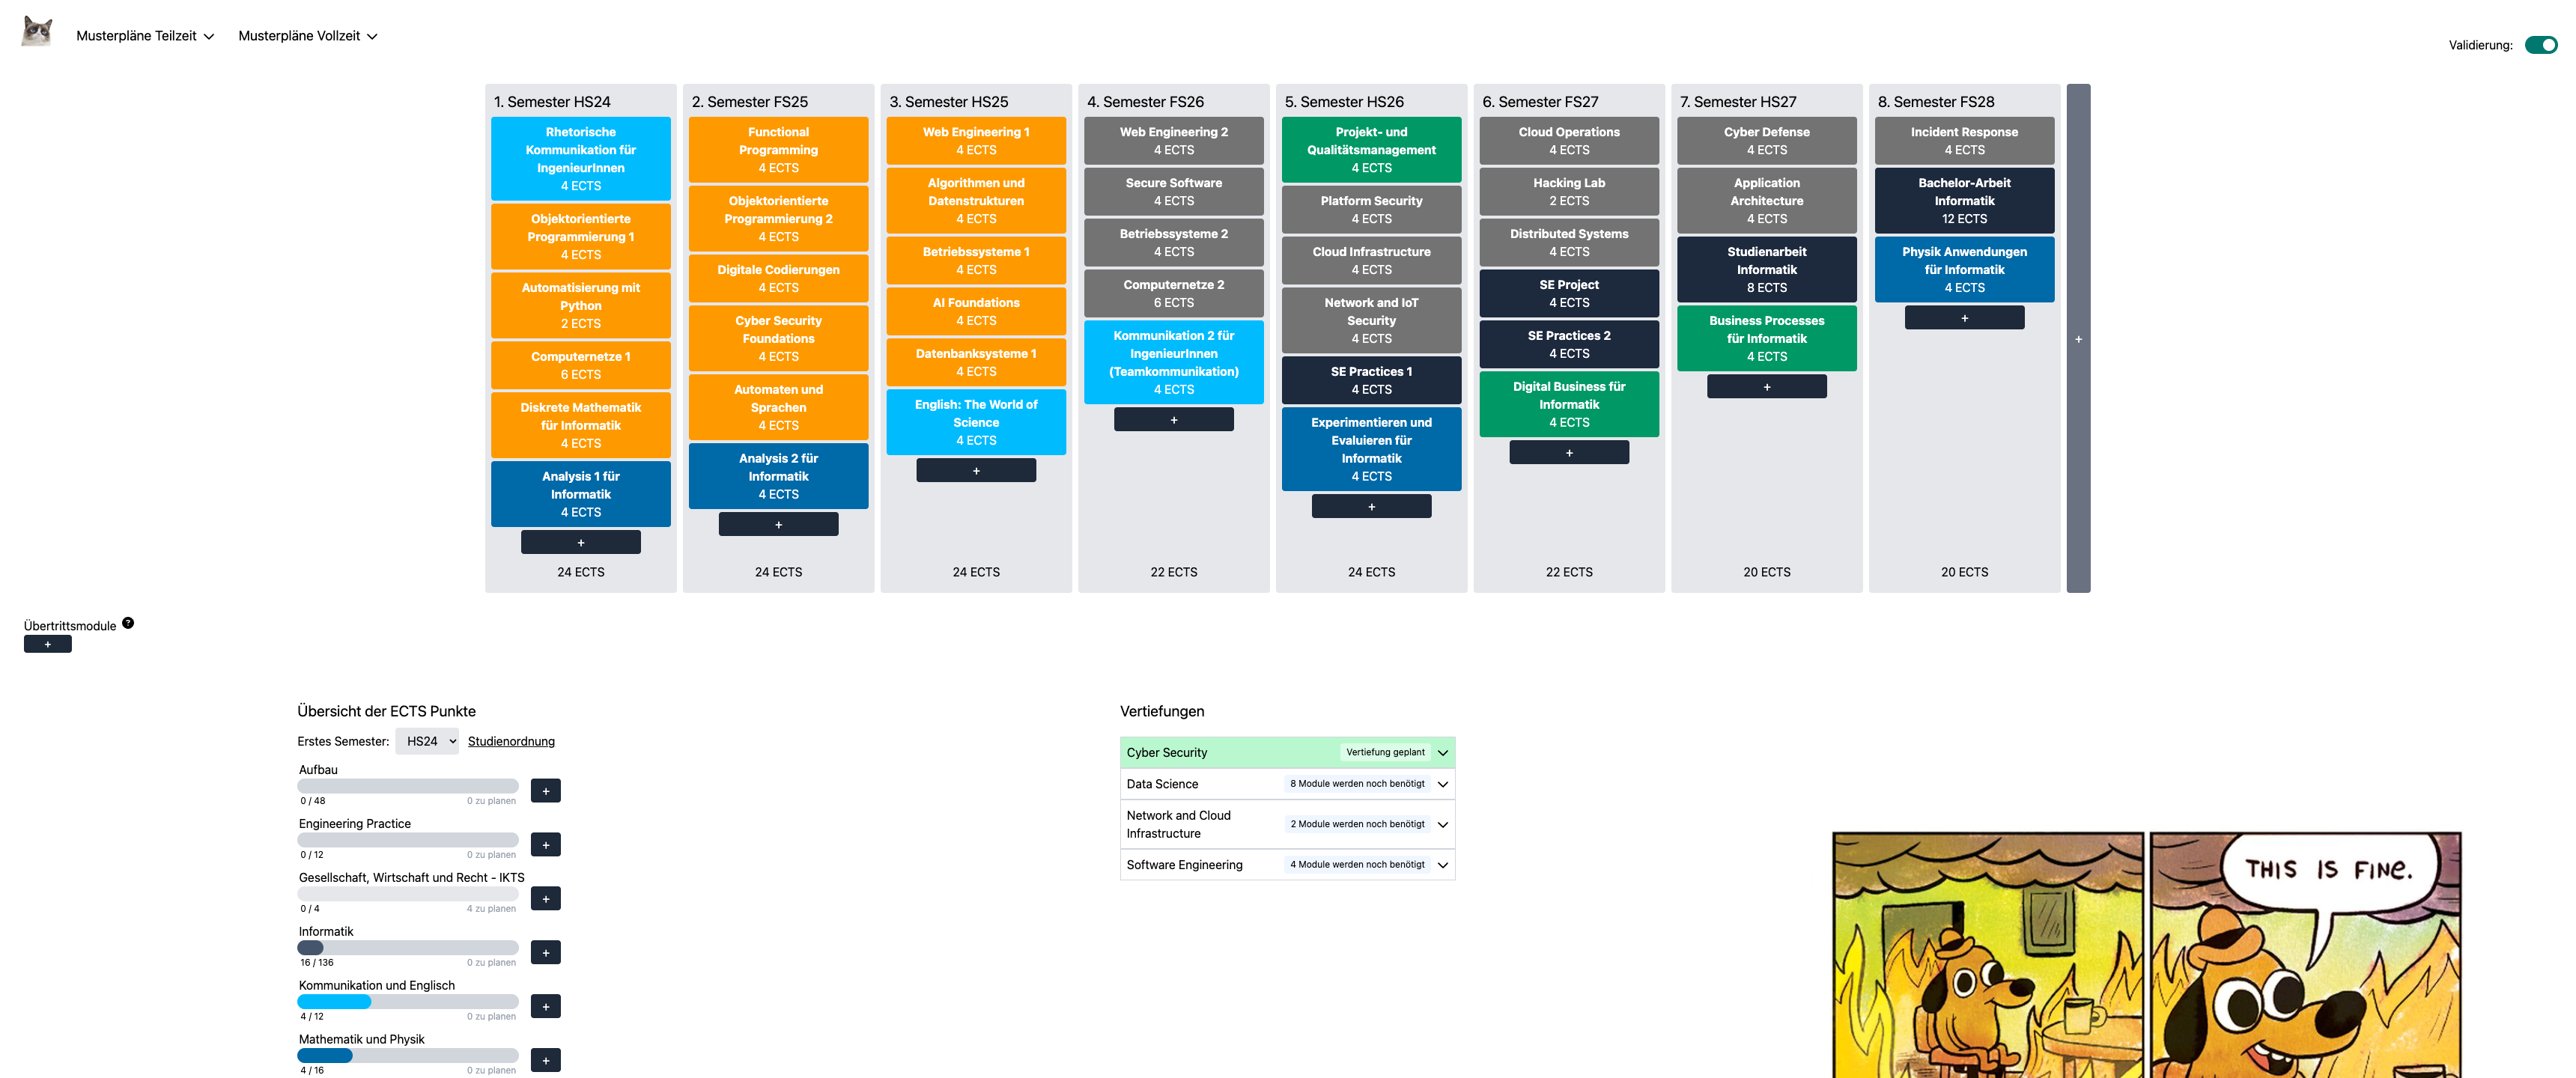 Musterpläne Teilzeit
Musterpläne Vollzeit
Validierung:
1. Semester HS24
Rhetorische
Kommunikation für
IngenieurInnen
4 ECTS
Objektorientierte
Programmierung 1
4 ECTS
Automatisierung mit
Python
2 ECTS
Computernetze 1
6 ECTS
Diskrete Mathematik
für Informatik
4 ECTS
Analysis 1 für
Informatik
4 ECTS
+
24 ECTS
2. Semester FS25
Functional
Programming
4 ECTS
Objektorientierte
Programmierung 2
4 ECTS
Digitale Codierungen
4 ECTS
Cyber Security
Foundations
4 ECTS
Automaten und
Sprachen
4 ECTS
Analysis 2 für
Informatik
4 ECTS
+
24 ECTS
3. Semester HS25
Web Engineering 1
4 ECTS
Algorithmen und
Datenstrukturen
4 ECTS
Betriebssysteme 1
4 ECTS
AI Foundations
4 ECTS
Datenbanksysteme 1
4 ECTS
English: The World of
Science
4 ECTS
+
24 ECTS
4. Semester FS26
Web Engineering 2
4 ECTS
Secure Software
4 ECTS
Betriebssysteme 2
4 ECTS
Computernetze 2
6 ECTS
Kommunikation 2 für
IngenieurInnen
(Teamkommunikation)
4 ECTS
+
22 ECTS
5. Semester HS26
Projekt- und
Qualitätsmanagement
4 ECTS
Platform Security
4 ECTS
Cloud Infrastructure
4 ECTS
Network and IoT
Security
4 ECTS
SE Practices 1
4 ECTS
Experimentieren und
Evaluieren für
Informatik
4 ECTS
+
24 ECTS
6. Semester FS27
Cloud Operations
4 ECTS
Hacking Lab
2 ECTS
Distributed Systems
4 ECTS
SE Project
4 ECTS
SE Practices 2
4 ECTS
Digital Business für
Informatik
4 ECTS
+
22 ECTS
7. Semester HS27
Cyber Defense
4 ECTS
Application
Architecture
4 ECTS
Studienarbeit
Informatik
8 ECTS
Business Processes
für Informatik
4 ECTS
+
20 ECTS
8. Semester FS28
Incident Response
4 ECTS
Bachelor-Arbeit
Informatik
12 ECTS
Physik Anwendungen
für Informatik
4 ECTS
+
20 ECTS
+
Übertrittsmodule ?
+
Übersicht der ECTS Punkte
Erstes Semester: HS24 Studienordnung
Aufbau
+
0 / 48 0 zu planen
Engineering Practice
+
0 / 12 0 zu planen
Gesellschaft, Wirtschaft und Recht - IKTS
+
0 / 4 4 zu planen
Informatik
+
16 / 136 0 zu planen
Kommunikation und Englisch
+
4 / 12 0 zu planen
Mathematik und Physik
+
4 / 16 0 zu planen
Vertiefungen
Cyber Security Vertiefung geplant
Data Science 8 Module werden noch benötigt
Network and Cloud
Infrastructure
2 Module werden noch benötigt
Software Engineering 4 Module werden noch benötigt
THIS IS FINE.